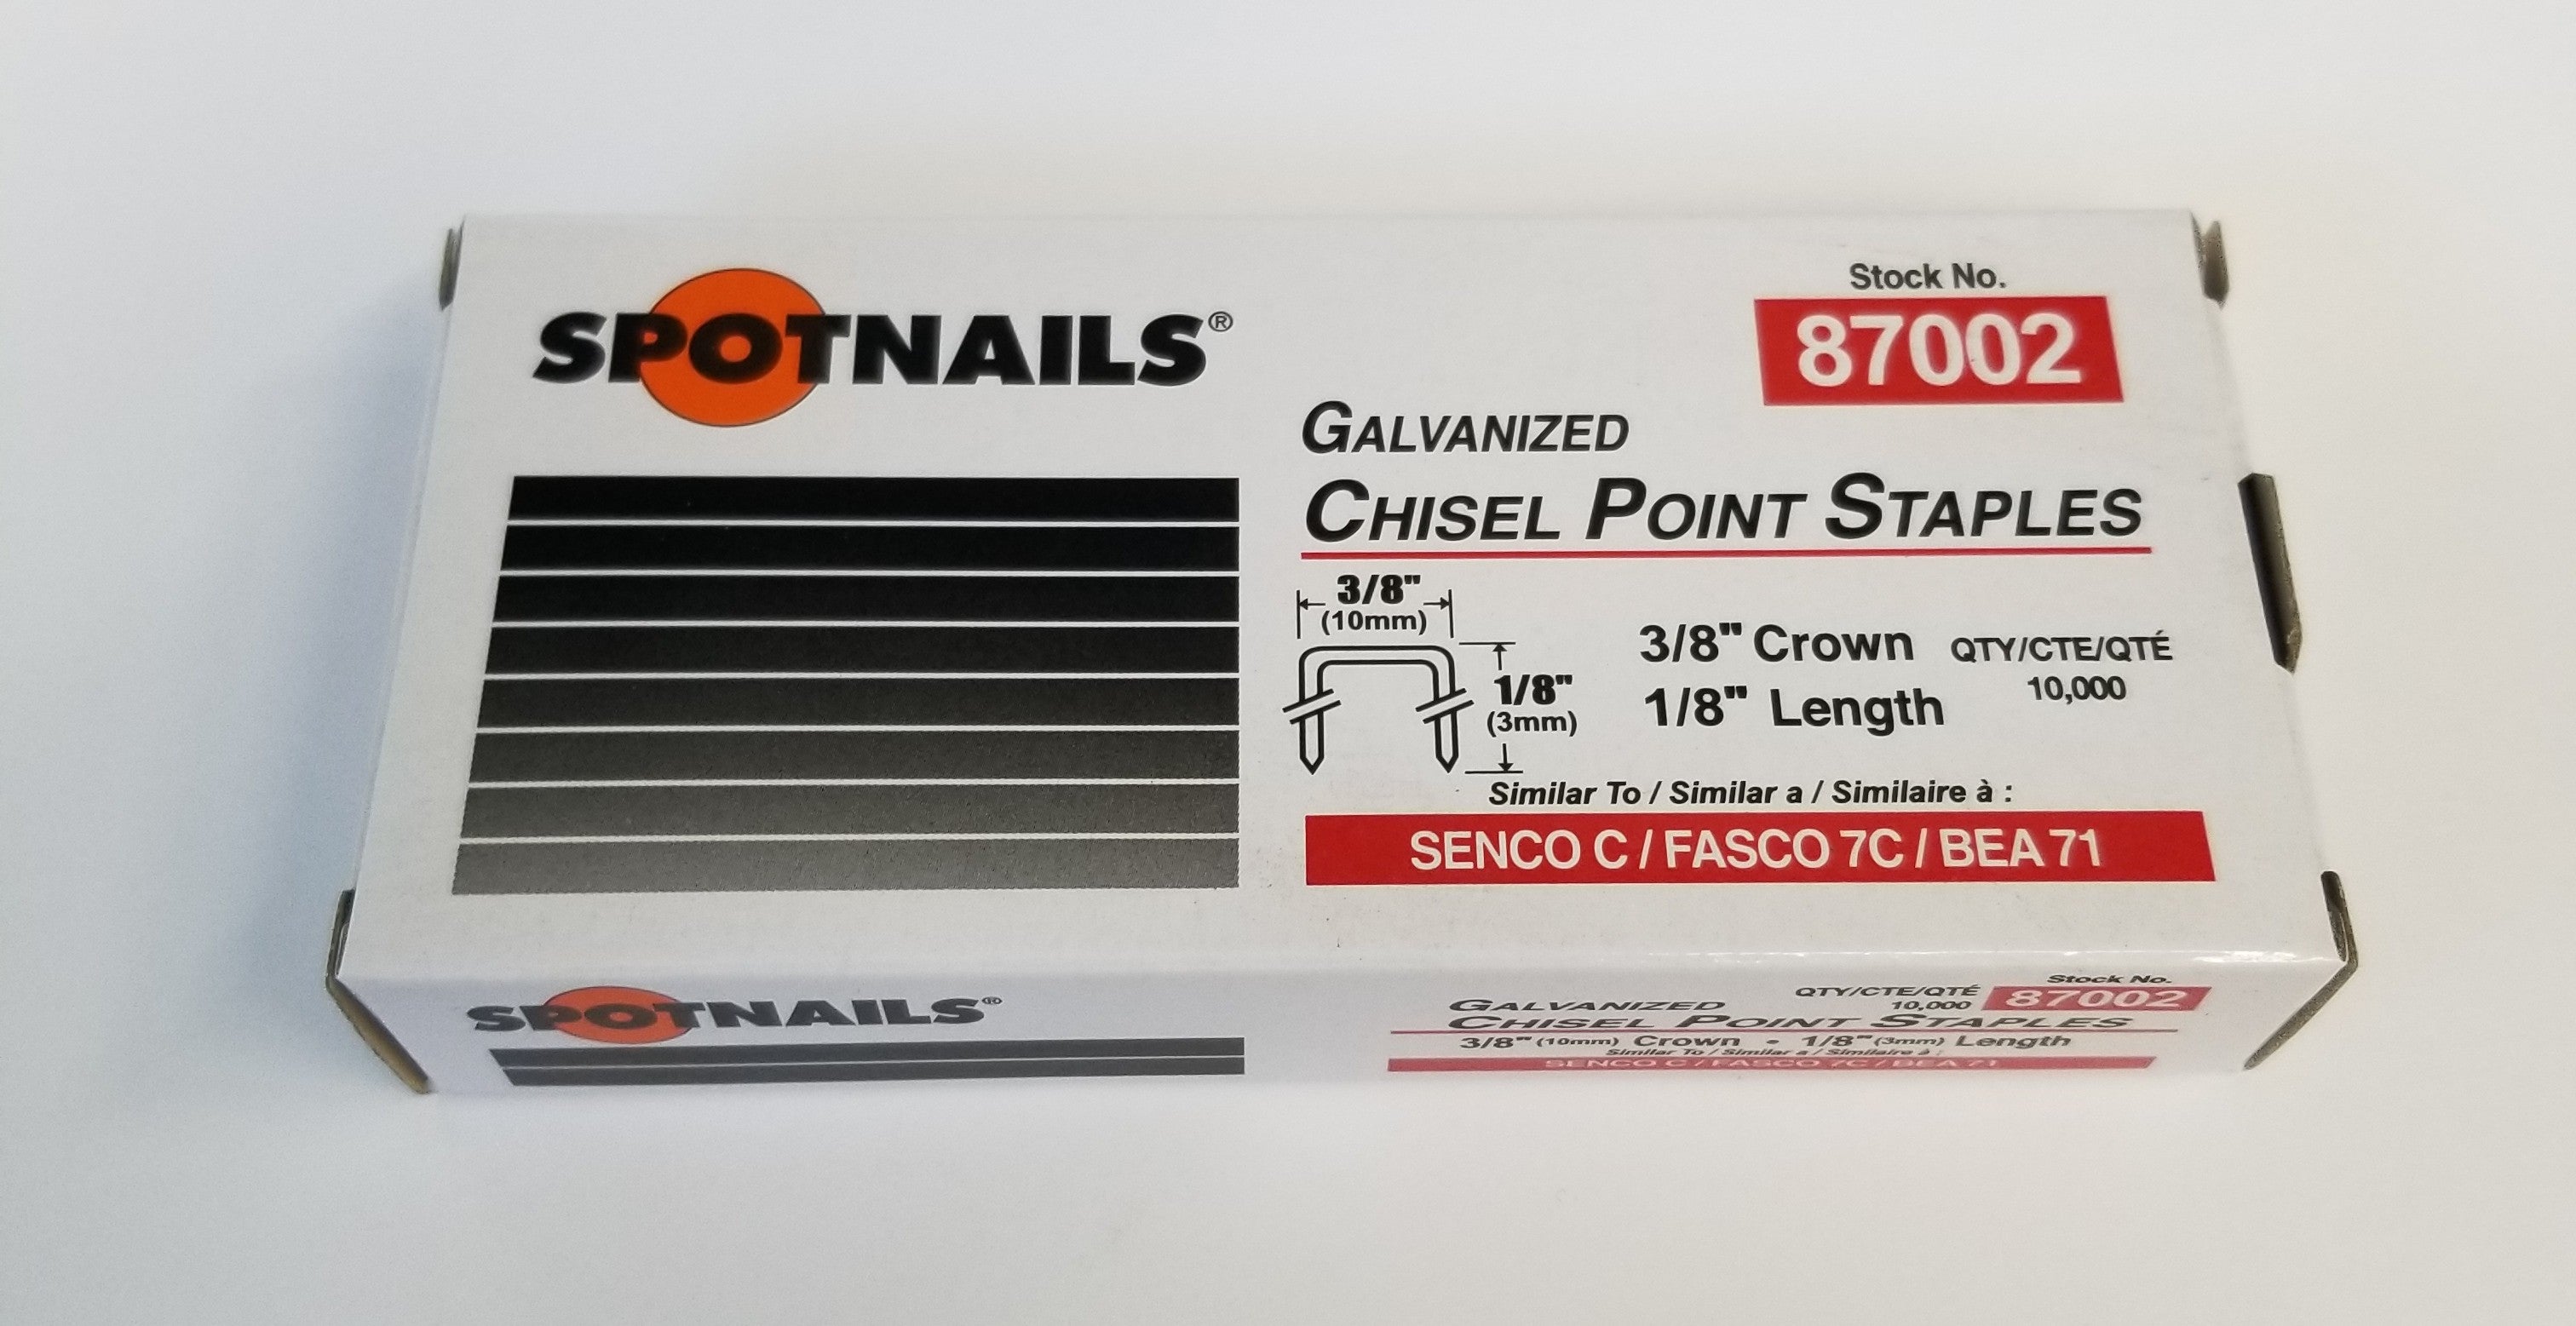 SPOTNAILS®
Stock No.
87002
GALVANIZED
CHISEL POINT STAPLES
3/8"
(10mm)
1/8"
(3mm)
3/8" Crown
1/8" Length
QTY/CTE/QTÉ
10,000
Similar To / Similar a / Similaire à :
SENCO C / FASCO 7C / BEA 71
SPOTNAILS®
Stock No.
87002
QTY/CTE/QTÉ
10,000
GALVANIZED
CHISEL POINT STAPLES
3/8" (10mm) Crown • 1/8" (3mm) Length
Similar To / Similar a / Similaire à :
SENCO C / FASCO 7C / BEA 71